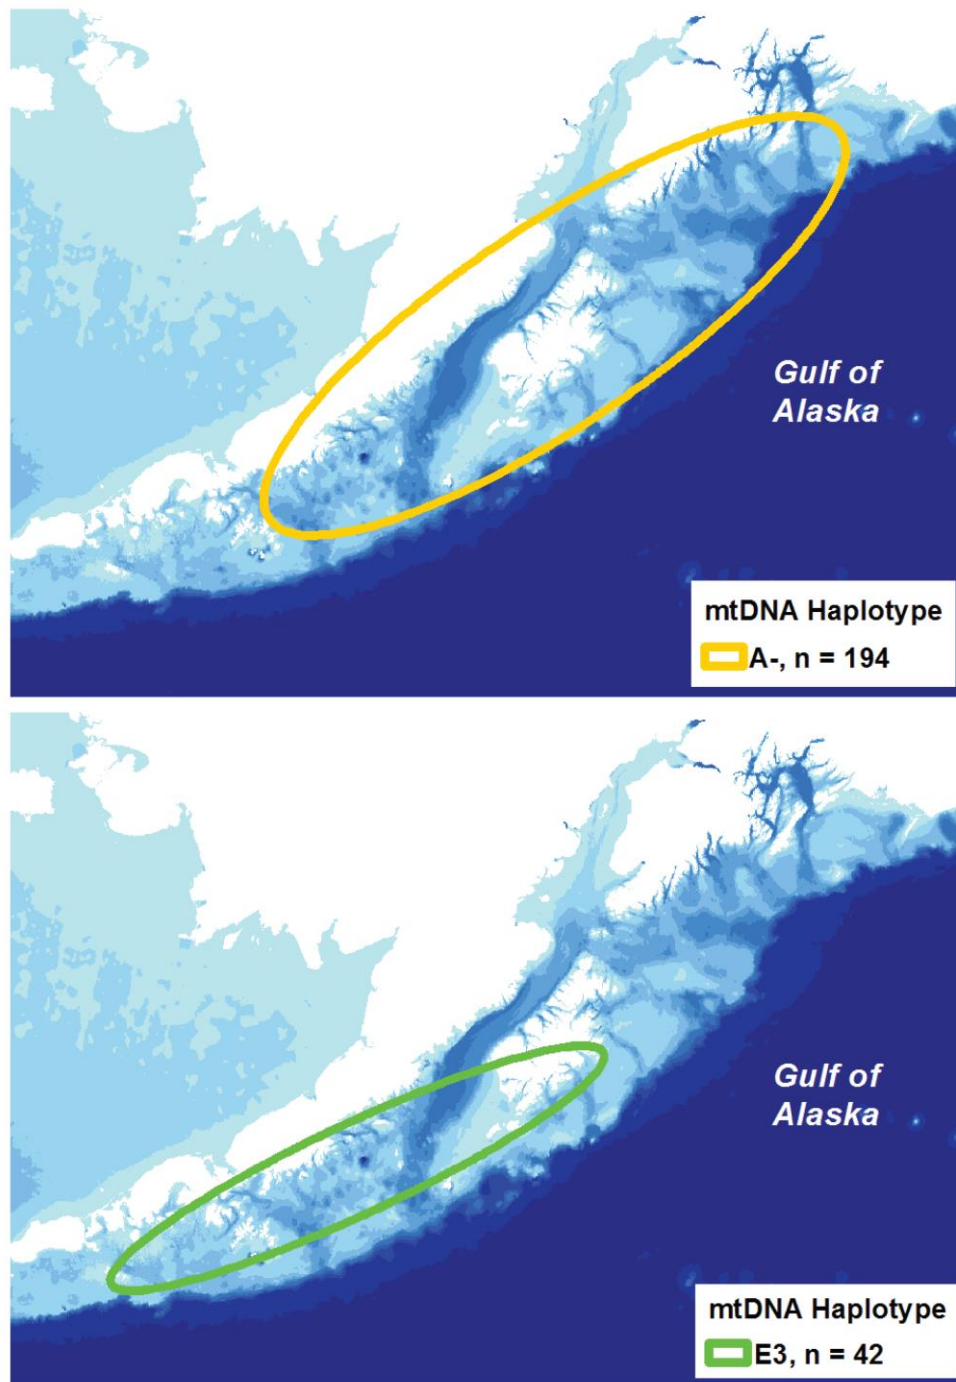 Gulf of
Alaska
mtDNA Haplotype
A-, n = 194
Gulf of
Alaska
mtDNA Haplotype
E3, n = 42